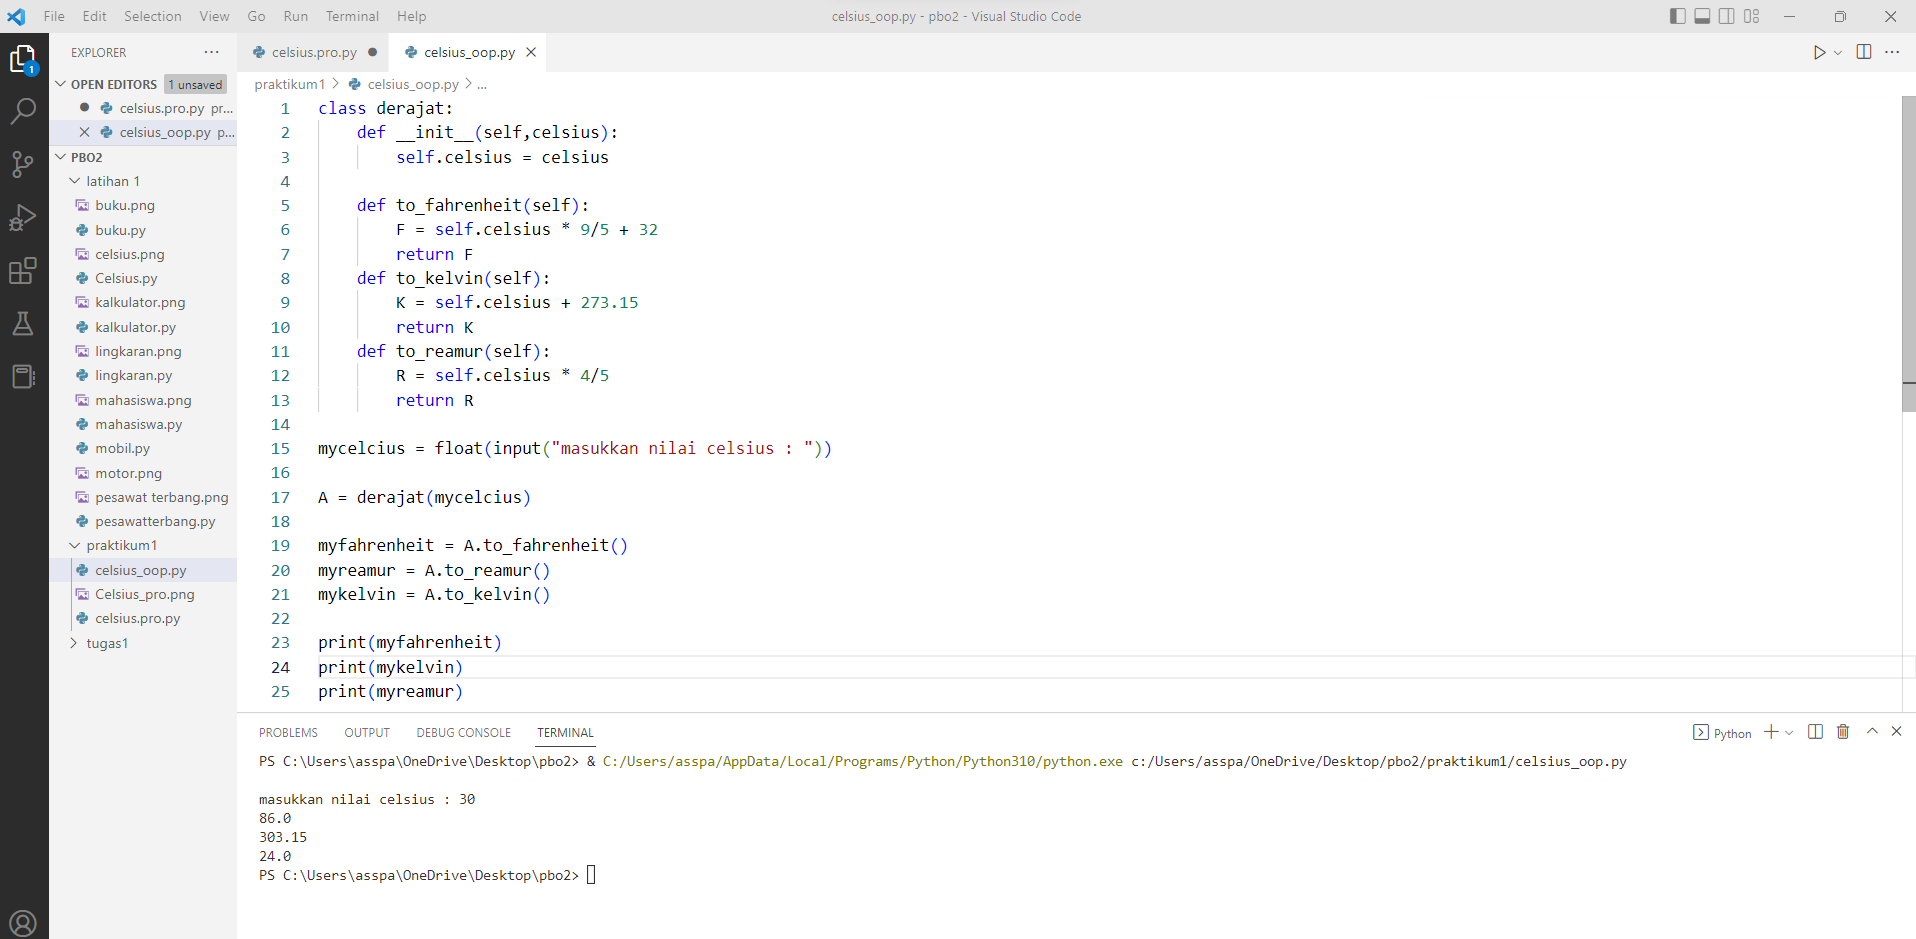 File Edit Selection View Go Run Terminal Help
celsius_oop.py - pbo2 - Visual Studio Code
EXPLORER
1
OPEN EDITORS 1 unsaved
celsius.pro.py pr...
celsius_oop.py p...
PBO2
latihan 1
buku.png
buku.py
celsius.png
Celsius.py
kalkulator.png
kalkulator.py
lingkaran.png
lingkaran.py
mahasiswa.png
mahasiswa.py
mobil.py
motor.png
pesawat terbang.png
pesawatterbang.py
praktikum1
celsius_oop.py
Celsius_pro.png
celsius.pro.py
tugas1
celsius.pro.py
celsius_oop.py
praktikum1 > celsius_oop.py > ...
1 class derajat:
2 def __init__(self,celsius):
3 self.celsius = celsius
4
5 def to_fahrenheit(self):
6 F = self.celsius * 9/5 + 32
7 return F
8 def to_kelvin(self):
9 K = self.celsius + 273.15
10 return K
11 def to_reamur(self):
12 R = self.celsius * 4/5
13 return R
14
15 mycelcius = float(input("masukkan nilai celsius : "))
16
17 A = derajat(mycelcius)
18
19 myfahrenheit = A.to_fahrenheit()
20 myreamur = A.to_reamur()
21 mykelvin = A.to_kelvin()
22
23 print(myfahrenheit)
24 print(mykelvin)
25 print(myreamur)
PROBLEMS OUTPUT DEBUG CONSOLE TERMINAL
Python
PS C:\Users\asspa\OneDrive\Desktop\pbo2> & C:/Users/asspa/AppData/Local/Programs/Python/Python310/python.exe c:/Users/asspa/OneDrive/Desktop/pbo2/praktikum1/celsius_oop.py
masukkan nilai celsius : 30
86.0
303.15
24.0
PS C:\Users\asspa\OneDrive\Desktop\pbo2>